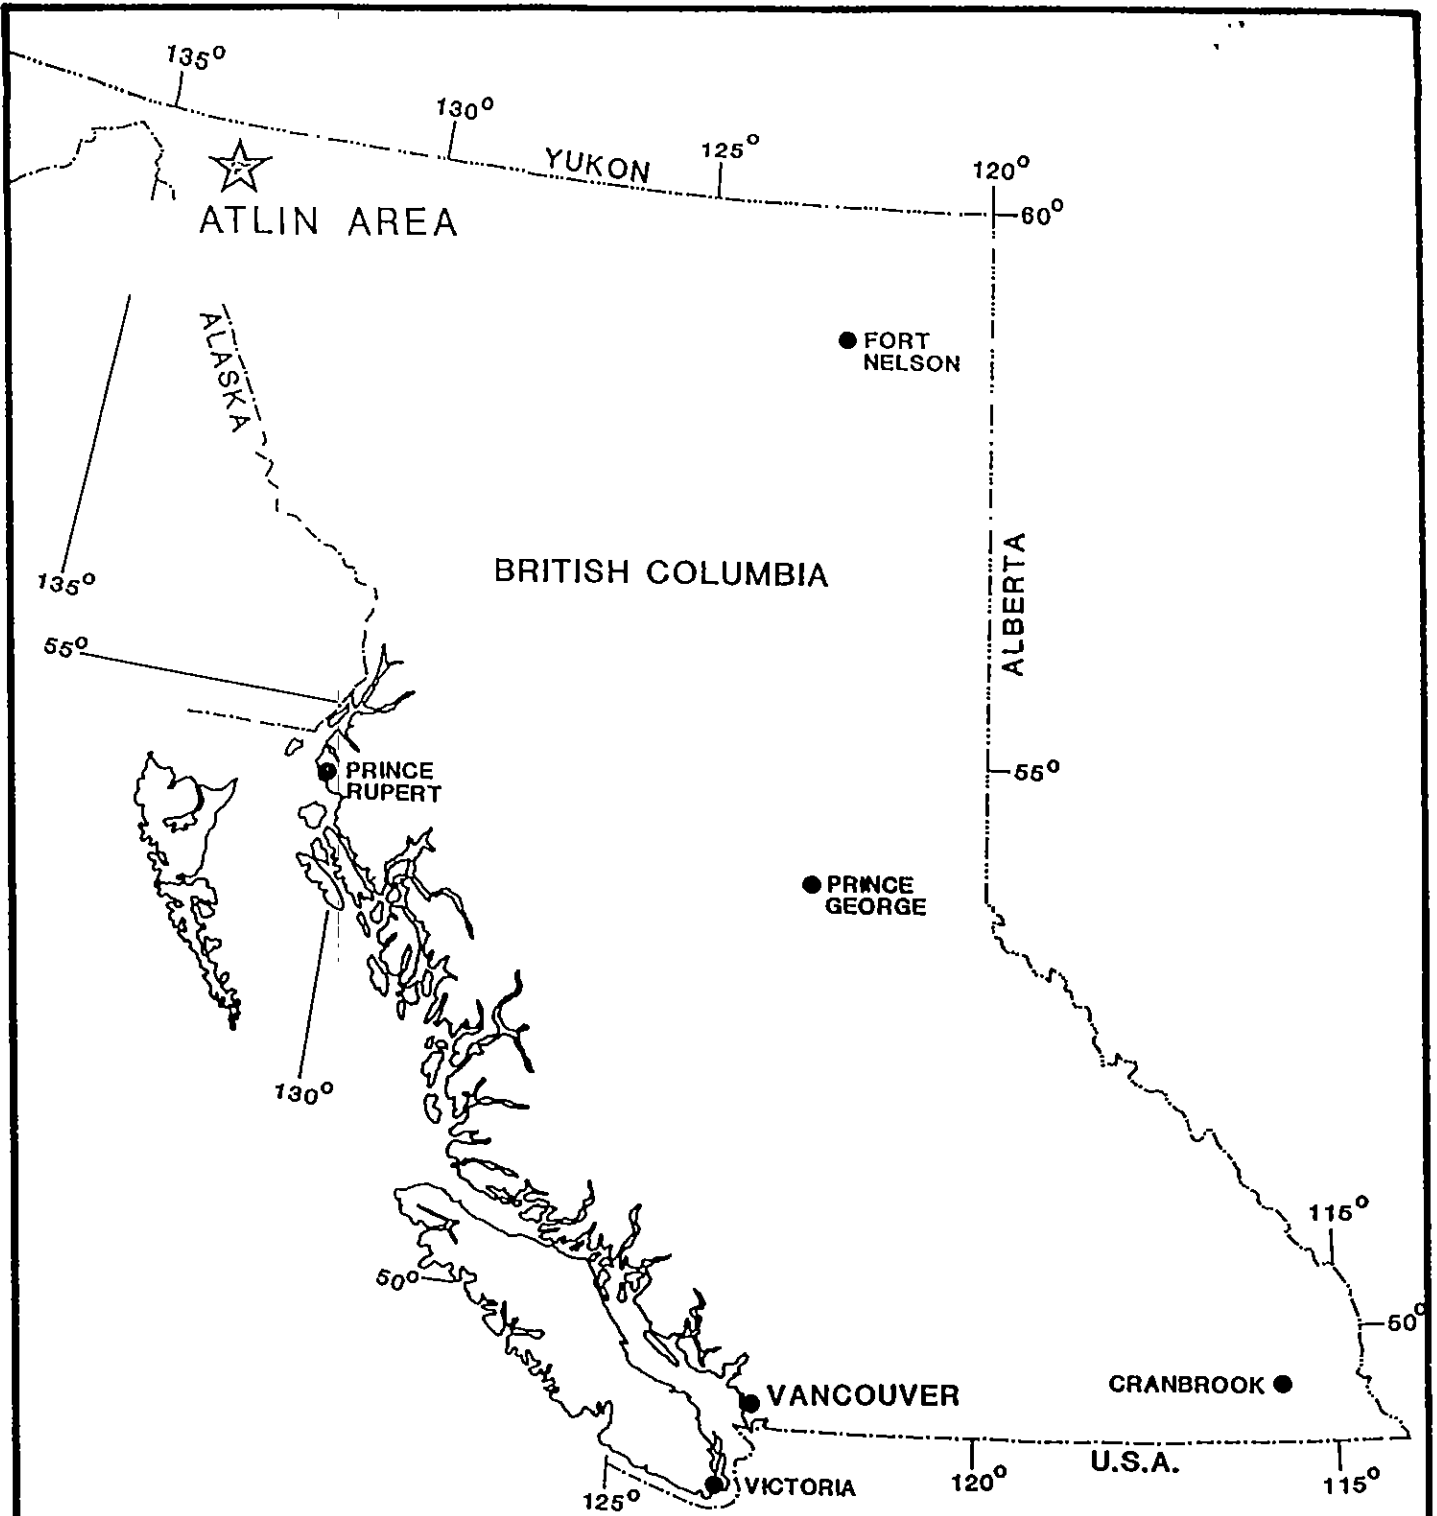 135°
130°
YUKON
125°
120°
60°
ATLIN AREA
ALASKA
FORT
NELSON
135°
BRITISH COLUMBIA
ALBERTA
55°
PRINCE
RUPERT
55°
PRINCE
GEORGE
130°
115°
50°
50°
CRANBROOK
VANCOUVER
U.S.A.
VICTORIA
125°
120°
115°